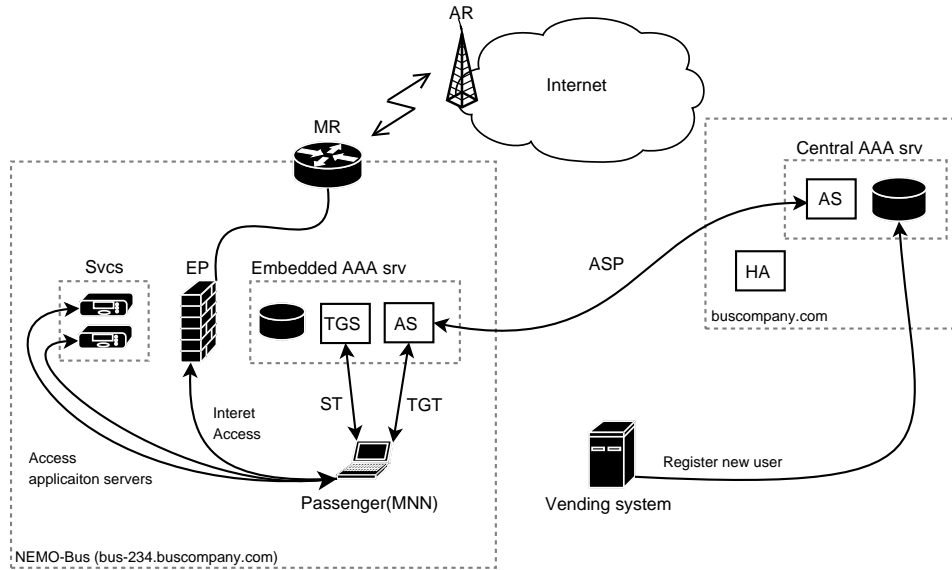 AR
Internet
MR
Central AAA srv
AS
HA
buscompany.com
ASP
Svcs
EP
Embedded AAA srv
TGS
AS
ST
TGT
Interet
Access
Access
applicaiton servers
Passenger(MNN)
Register new user
Vending system
NEMO-Bus (bus-234.buscompany.com)